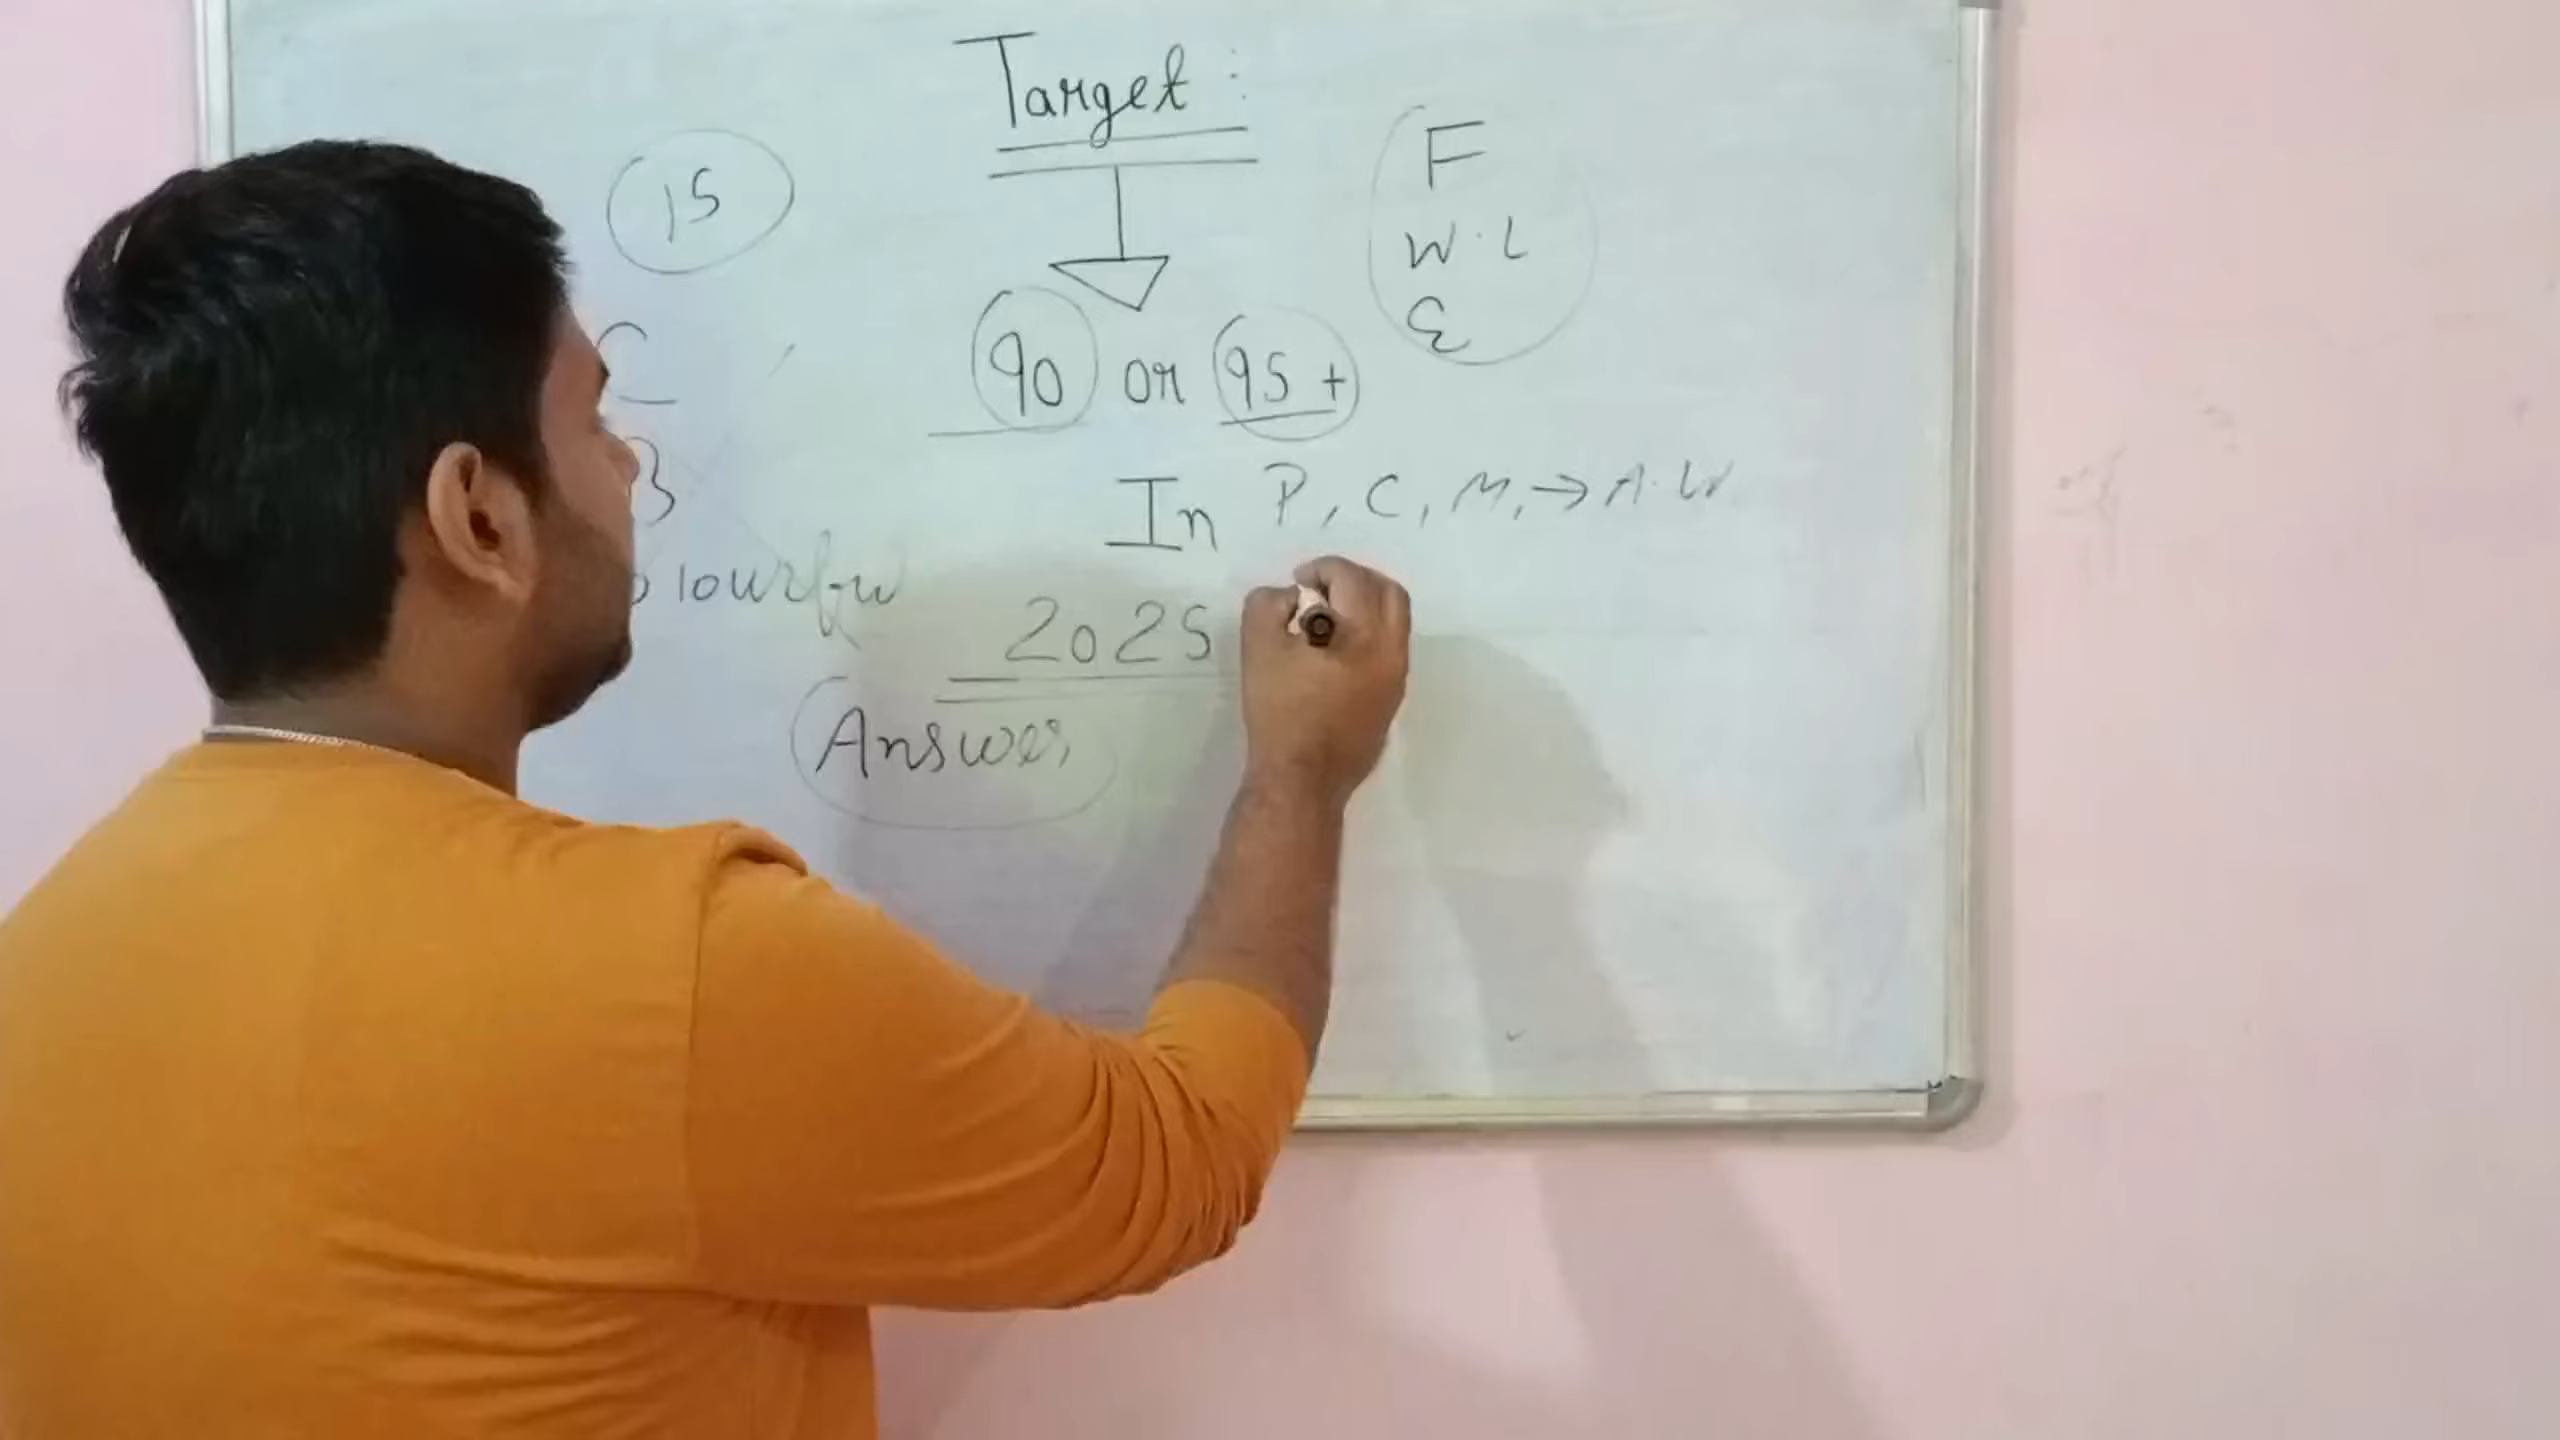 Target :
15
F
W.L
E
90 or 95+
C
In P, C, M, → A.W.
B
2025
Answer